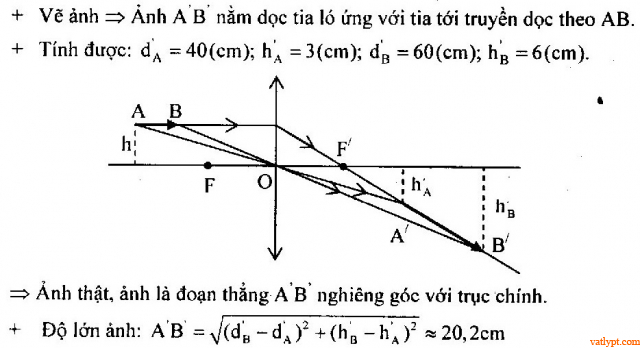 + Vẽ ảnh ⇒ Ảnh A'B' nằm dọc tia ló ứng với tia tới truyền dọc theo AB.
+ Tính được: d'A = 40(cm); h'A = 3(cm); d'B = 60(cm); h'B = 6(cm).
A B
h
F'
F O
h'A
h'B
A'
B'
⇒ Ảnh thật, ảnh là đoạn thẳng A'B' nghiêng góc với trục chính.
+ Độ lớn ảnh: A'B' = √((d'B − d'A)² + (h'B − h'A)²) ≈ 20,2cm
vatlypt.com